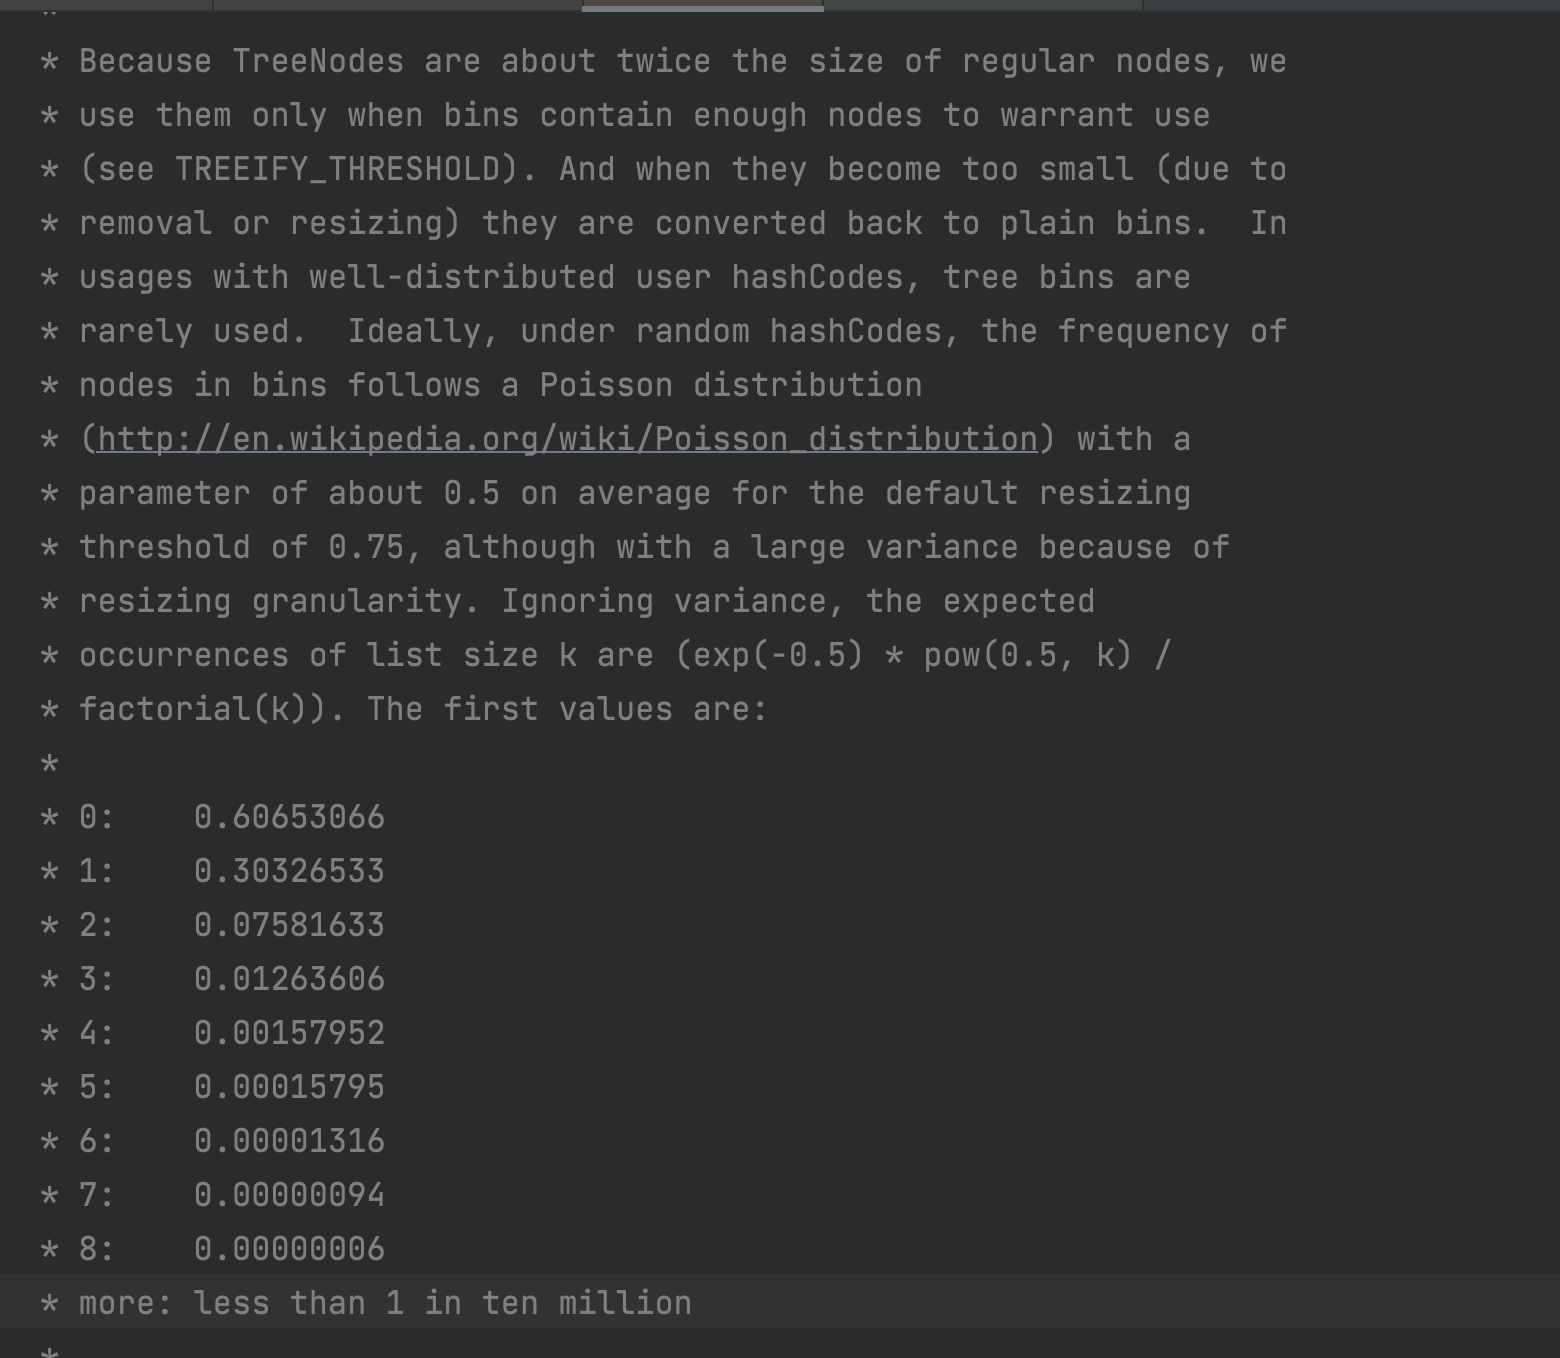 * Because TreeNodes are about twice the size of regular nodes, we
* use them only when bins contain enough nodes to warrant use
* (see TREEIFY_THRESHOLD). And when they become too small (due to
* removal or resizing) they are converted back to plain bins.  In
* usages with well-distributed user hashCodes, tree bins are
* rarely used.  Ideally, under random hashCodes, the frequency of
* nodes in bins follows a Poisson distribution
* (http://en.wikipedia.org/wiki/Poisson_distribution) with a
* parameter of about 0.5 on average for the default resizing
* threshold of 0.75, although with a large variance because of
* resizing granularity. Ignoring variance, the expected
* occurrences of list size k are (exp(-0.5) * pow(0.5, k) /
* factorial(k)). The first values are:
*
* 0:    0.60653066
* 1:    0.30326533
* 2:    0.07581633
* 3:    0.01263606
* 4:    0.00157952
* 5:    0.00015795
* 6:    0.00001316
* 7:    0.00000094
* 8:    0.00000006
* more: less than 1 in ten million
*